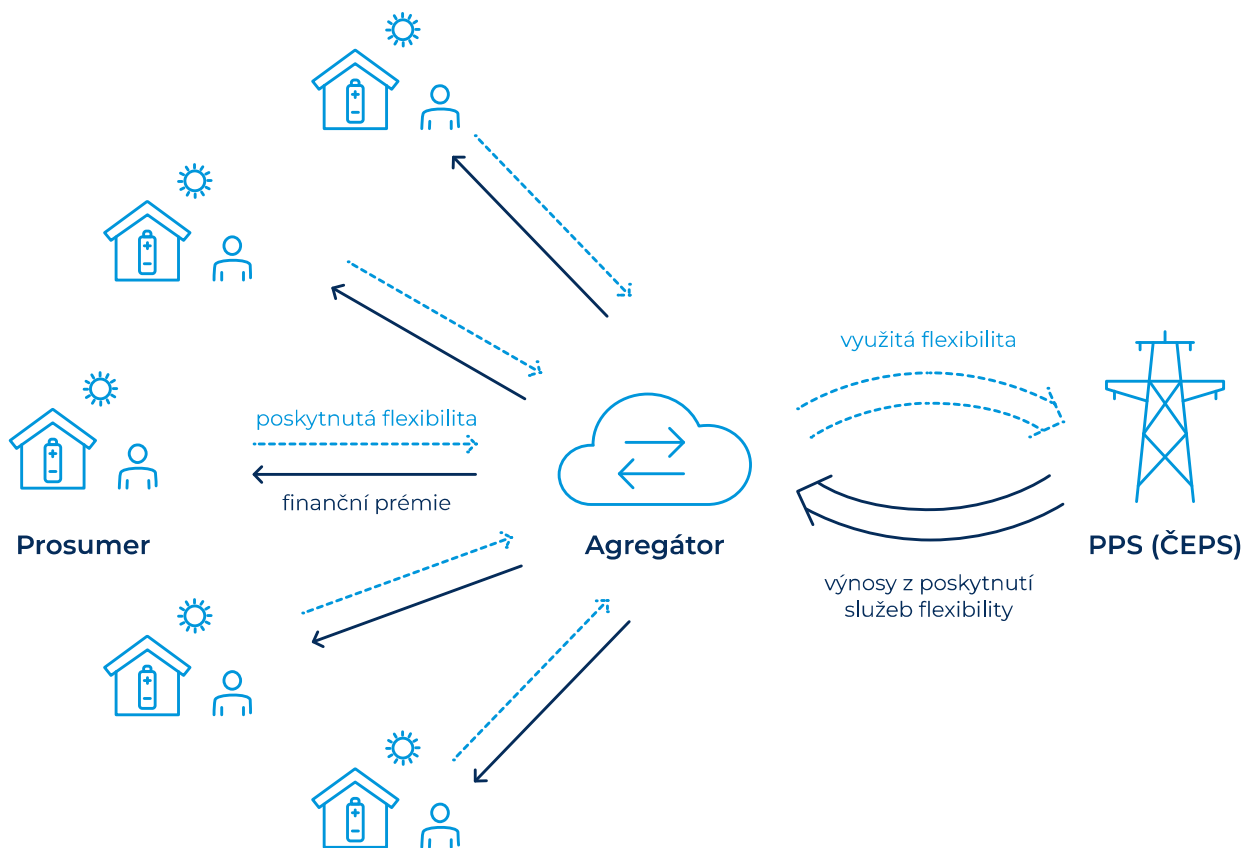 využitá flexibilita
poskytnutá flexibilita
finanční prémie
Prosumer
Agregátor
PPS (ČEPS)
výnosy z poskytnutí
služeb flexibility